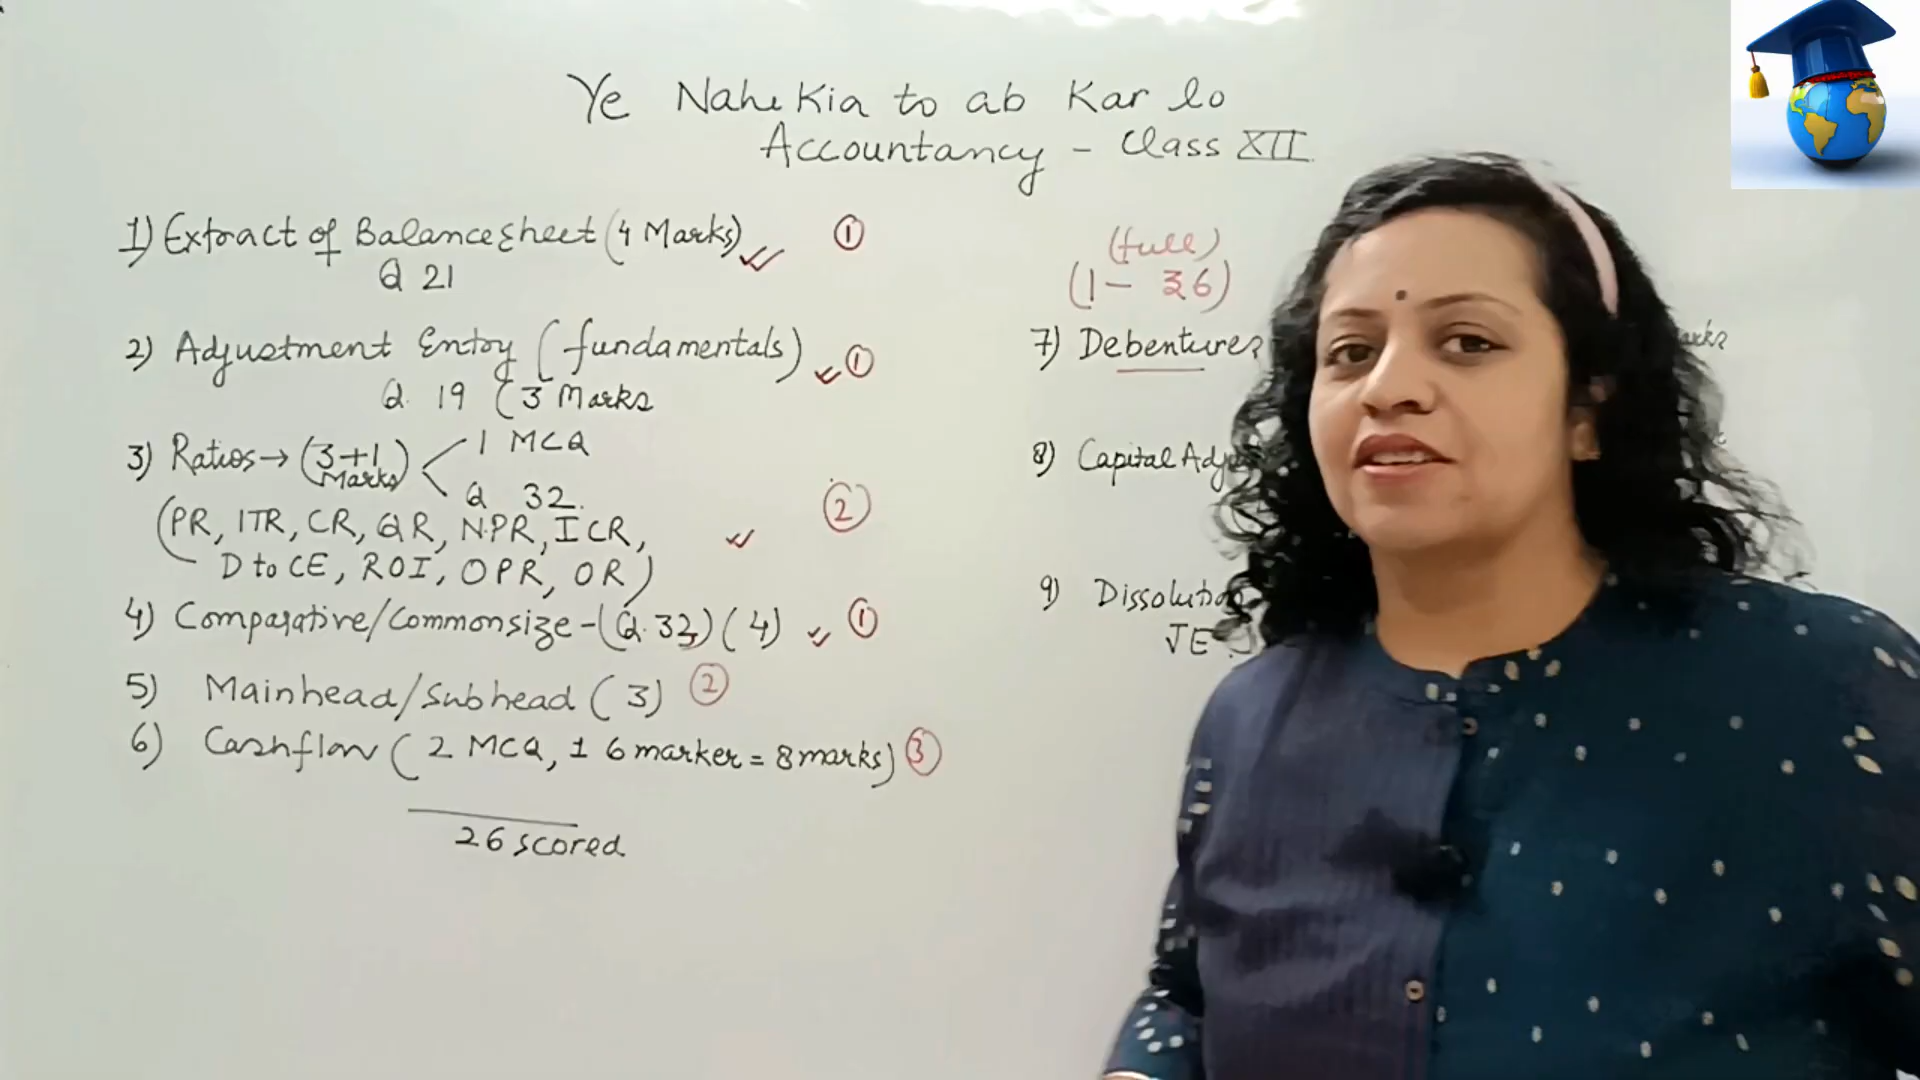 Ye Nahi Kia to ab Kar lo
Accountancy - Class XII
1) Extract of Balancesheet (4 Marks) ①
Q 21
2) Adjustment Entry (fundamentals) ①
Q. 19 (3 Marks
3) Ratios → (3+1) 1 MCQ
Marks
Q 32.
(PR, ITR, CR, QR, N.PR, ICR, ②
D to CE, ROI, OPR, OR)
4) Comparative/Commonsize - (Q.33) (4) ①
5) Mainhead/Subhead (3) ②
6) Cashflow (2 MCQ, 1 6 marker = 8 marks) ③
26 scored
(full)
(1 - 36)
7) Debentures
8) Capital Adj
9) Dissolution
JE